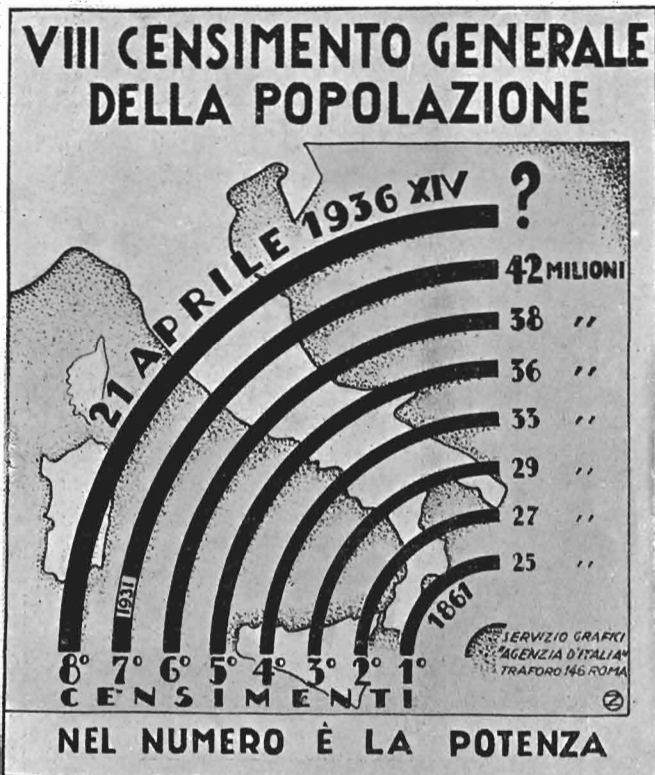 VIII CENSIMENTO GENERALE
DELLA POPOLAZIONE
21 APRILE 1936 XIV
?
42 MILIONI
38 〃
36 〃
33 〃
29 〃
27 〃
25 〃
1931
1861
8° 7° 6° 5° 4° 3° 2° 1°
CENSIMENTI
SERVIZIO GRAFICI
"AGENZIA D'ITALIA"
TRAFORO 146 ROMA
Z
NEL NUMERO È LA POTENZA